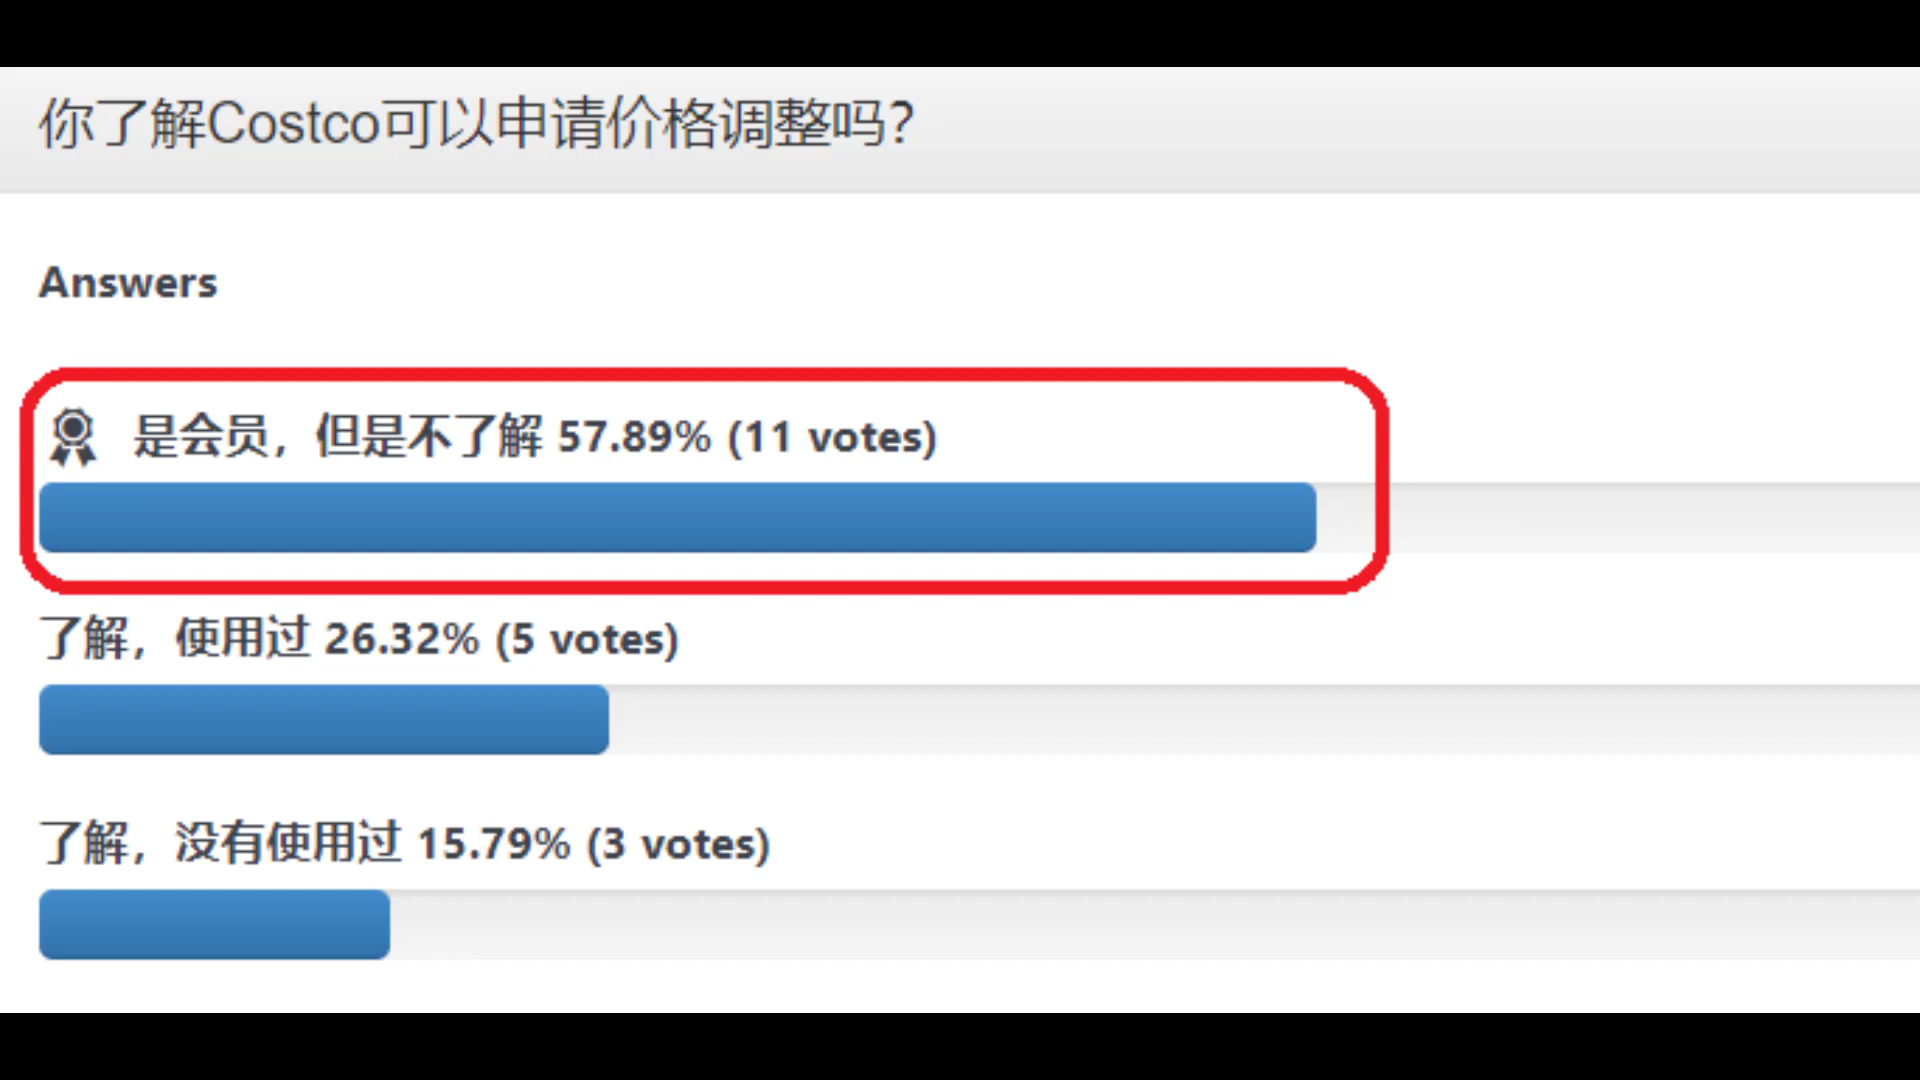 你了解Costco可以申请价格调整吗?
Answers
是会员，但是不了解 57.89% (11 votes)
了解，使用过 26.32% (5 votes)
了解，没有使用过 15.79% (3 votes)